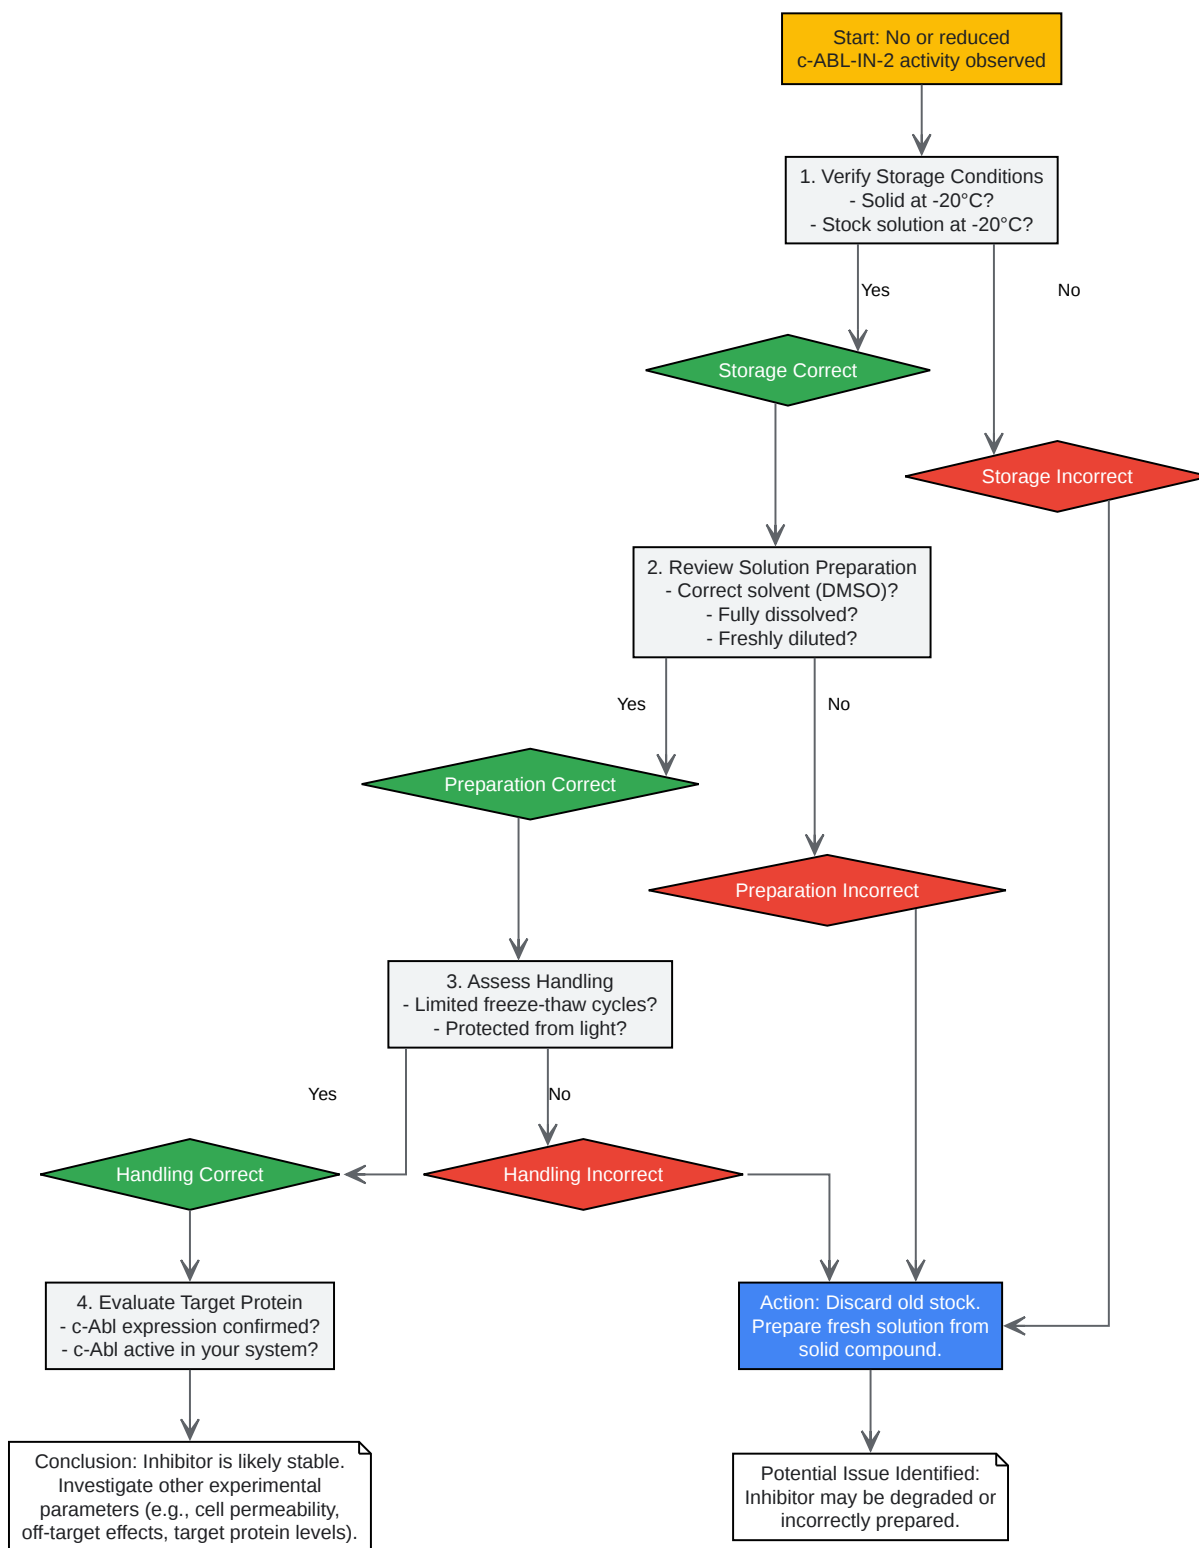 Start: No or reduced
c-ABL-IN-2 activity observed
1. Verify Storage Conditions
- Solid at -20°C?
- Stock solution at -20°C?
Yes
No
Storage Correct
Storage Incorrect
2. Review Solution Preparation
- Correct solvent (DMSO)?
- Fully dissolved?
- Freshly diluted?
Yes
No
Preparation Correct
Preparation Incorrect
3. Assess Handling
- Limited freeze-thaw cycles?
- Protected from light?
Yes
No
Handling Correct
Handling Incorrect
4. Evaluate Target Protein
- c-Abl expression confirmed?
- c-Abl active in your system?
Action: Discard old stock.
Prepare fresh solution from
solid compound.
Conclusion: Inhibitor is likely stable.
Investigate other experimental
parameters (e.g., cell permeability,
off-target effects, target protein levels).
Potential Issue Identified:
Inhibitor may be degraded or
incorrectly prepared.